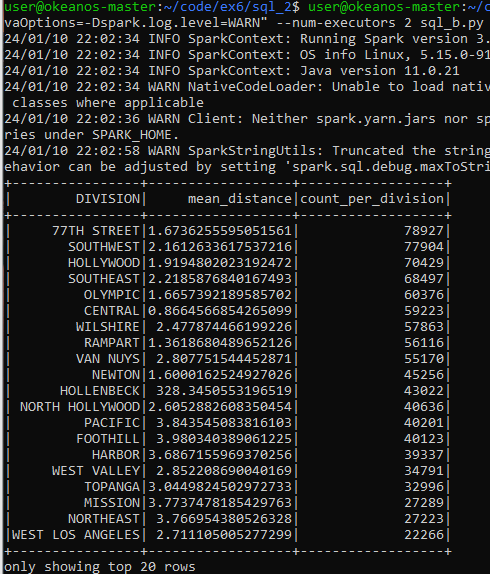 user@okeanos-master:~/code/ex6/sql_2$ user@okeanos-master:~/c
vaOptions=-Dspark.log.level=WARN" --num-executors 2 sql_b.py
24/01/10 22:02:34 INFO SparkContext: Running Spark version 3.
24/01/10 22:02:34 INFO SparkContext: OS info Linux, 5.15.0-91
24/01/10 22:02:34 INFO SparkContext: Java version 11.0.21
24/01/10 22:02:34 WARN NativeCodeLoader: Unable to load nativ
 classes where applicable
24/01/10 22:02:36 WARN Client: Neither spark.yarn.jars nor sp
ries under SPARK_HOME.
24/01/10 22:02:58 WARN SparkStringUtils: Truncated the string
ehavior can be adjusted by setting 'spark.sql.debug.maxToStri
+----------------+------------------+------------------+
|        DIVISION|     mean_distance|count_per_division|
+----------------+------------------+------------------+
|     77TH STREET|1.6736255595051561|             78927|
|       SOUTHWEST|2.1612633617537216|             77904|
|       HOLLYWOOD|1.9194802023192472|             70429|
|       SOUTHEAST|2.2185876840167493|             68497|
|         OLYMPIC|1.6657392189585702|             60376|
|         CENTRAL|0.8664566854265099|             59223|
|        WILSHIRE| 2.477874466199226|             57863|
|         RAMPART|1.3618680489652126|             56116|
|        VAN NUYS| 2.807751544452871|             55170|
|          NEWTON|1.6000162524927026|             45256|
|      HOLLENBECK| 328.3450553196519|             43022|
| NORTH HOLLYWOOD|2.6052882608350454|             40636|
|         PACIFIC| 3.843545083816103|             40201|
|        FOOTHILL| 3.980340389061225|             40123|
|          HARBOR|3.6867155969370256|             39337|
|     WEST VALLEY| 2.852208690040169|             34791|
|         TOPANGA|3.0449824502972733|             32996|
|         MISSION|3.7737478185429763|             27289|
|       NORTHEAST| 3.766954380526328|             27223|
|WEST LOS ANGELES| 2.711105005277299|             22266|
+----------------+------------------+------------------+
only showing top 20 rows